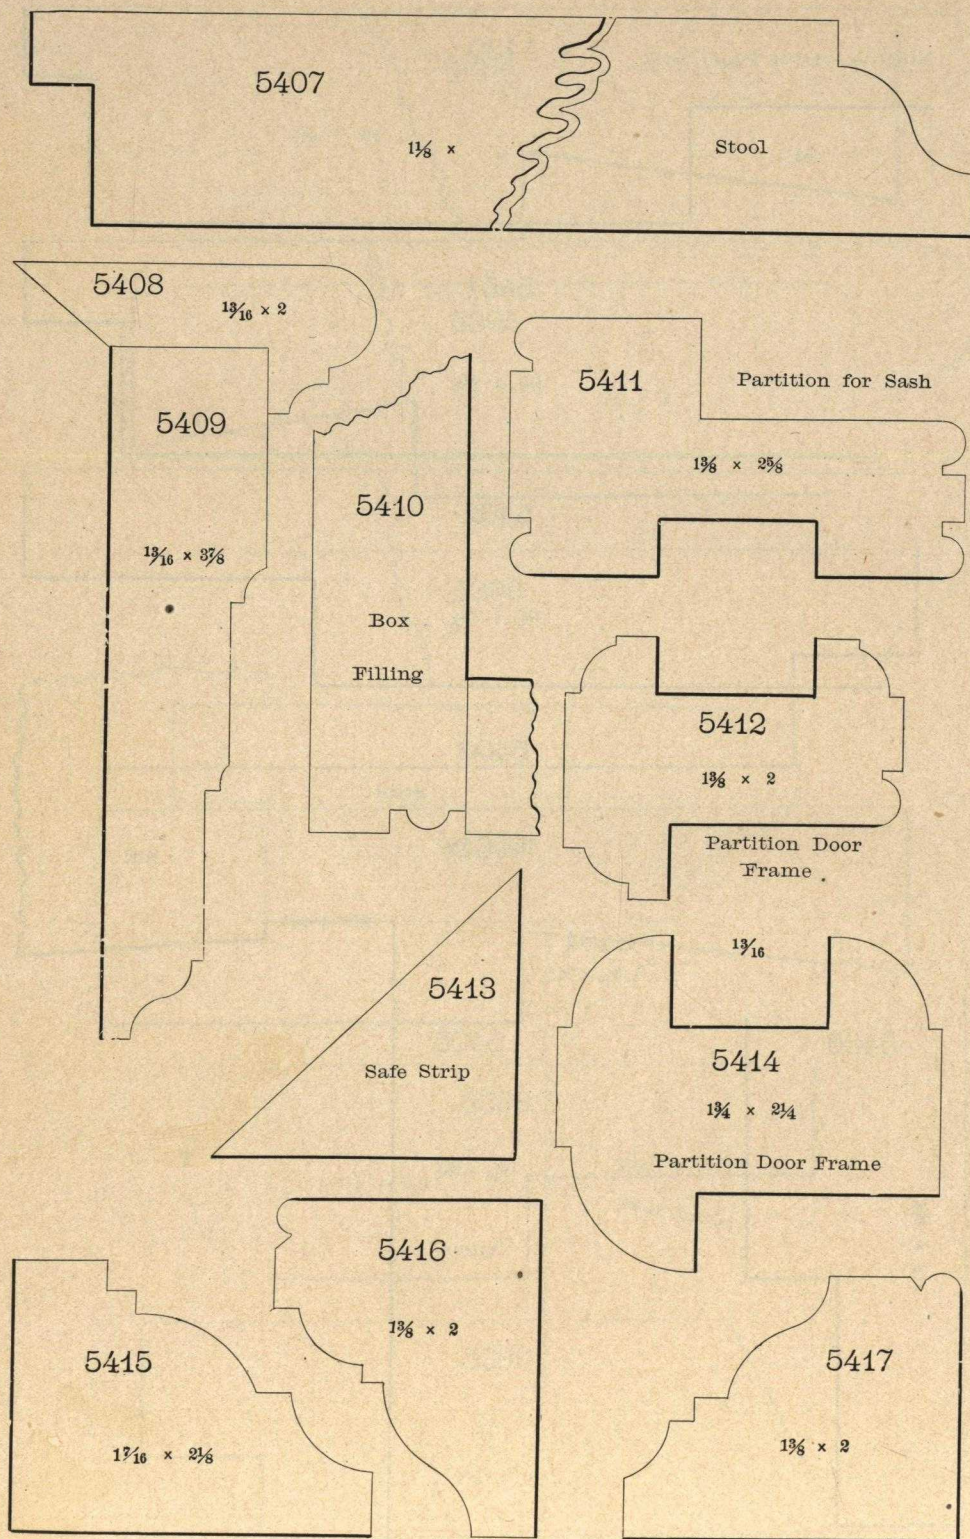 5407
1⅛ ×
Stool
5408
13/16 × 2
5409
13/16 × 3⅞
5410
Box
Filling
5411
Partition for Sash
1⅜ × 2⅝
5412
1⅜ × 2
Partition Door
Frame
5413
Safe Strip
13/16
5414
1¾ × 2¼
Partition Door Frame
5415
1 7/16 × 2⅛
5416
1⅜ × 2
5417
1⅜ × 2